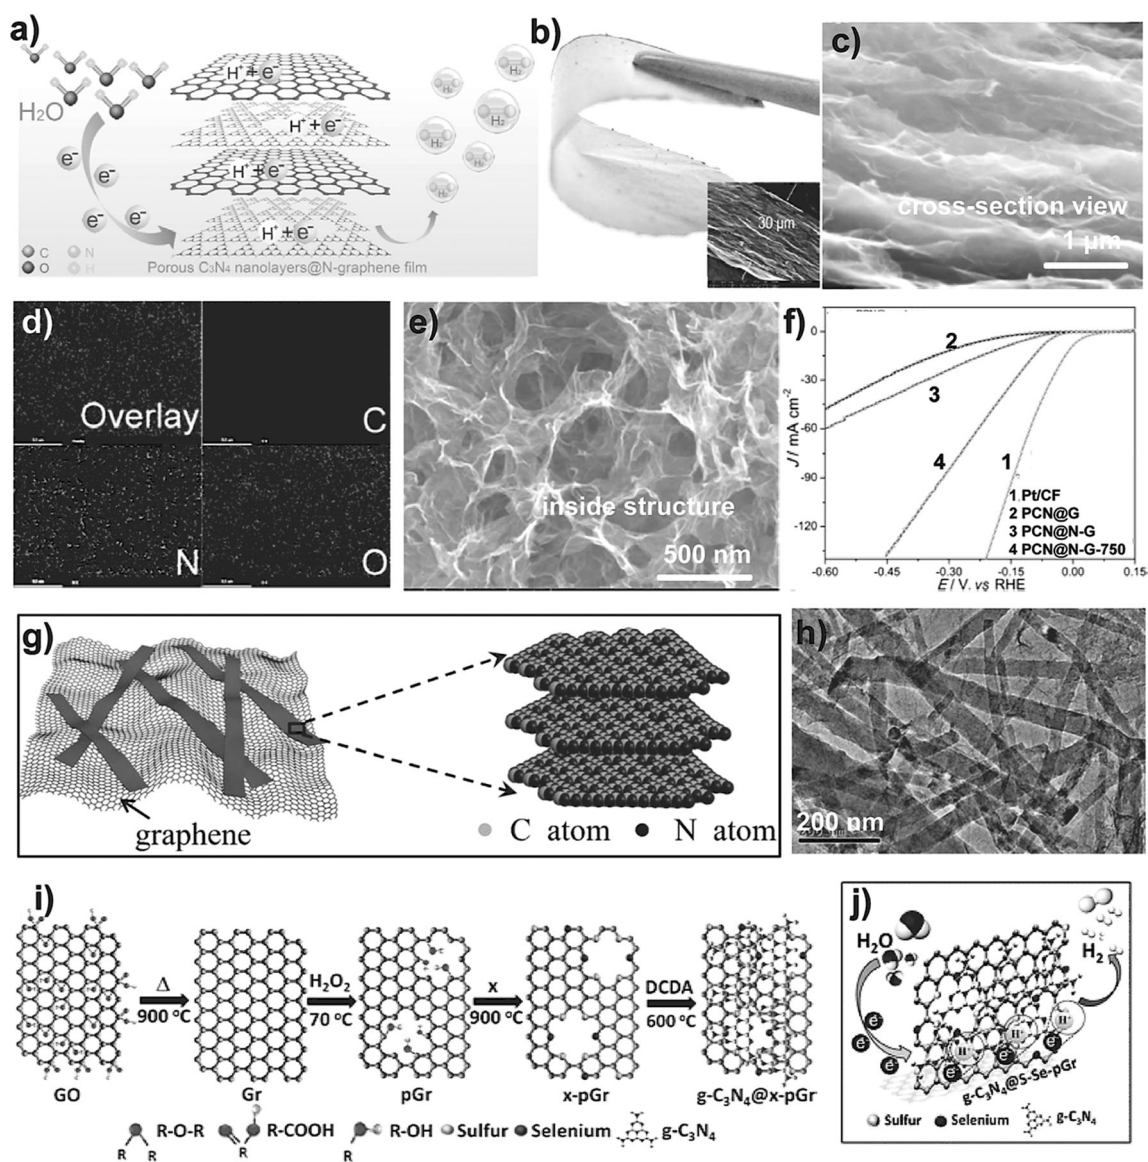 a)
H₂O
H⁺ + e⁻
H⁺ + e⁻
H⁺ + e⁻
H⁺ + e⁻
e⁻
e⁻
e⁻
e⁻
H₂
H₂
H₂
H₂
H₂
C N
O H
Porous C₃N₄ nanolayers@N-graphene film
b)
30 µm
c)
cross-section view
1 µm
d)
Overlay
C
N
O
e)
inside structure
500 nm
f)
0
-30
-60
-90
-120
J / mA cm⁻²
2
3
4
1
1 Pt/CF
2 PCN@G
3 PCN@N-G
4 PCN@N-G-750
-0.60 -0.45 -0.30 -0.15 0.00 0.15
E / V. vs RHE
g)
graphene
C atom N atom
h)
200 nm
i)
Δ
900 °C
H₂O₂
70 °C
x
900 °C
DCDA
600 °C
GO Gr pGr x-pGr g-C₃N₄@x-pGr
R-O-R R-COOH R-OH Sulfur Selenium g-C₃N₄
R R R R
j)
H₂O
H₂
e⁻
e⁻
e⁻
e⁻
e⁻
H⁺
H⁺
H⁺
g-C₃N₄@S-Se-pGr
Sulfur Selenium g-C₃N₄